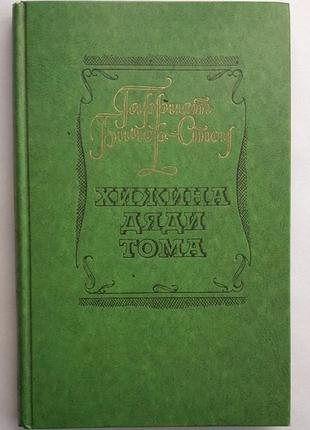 Гарриет
Бичер-Стоу
ХИЖИНА
ДЯДИ
ТОМА